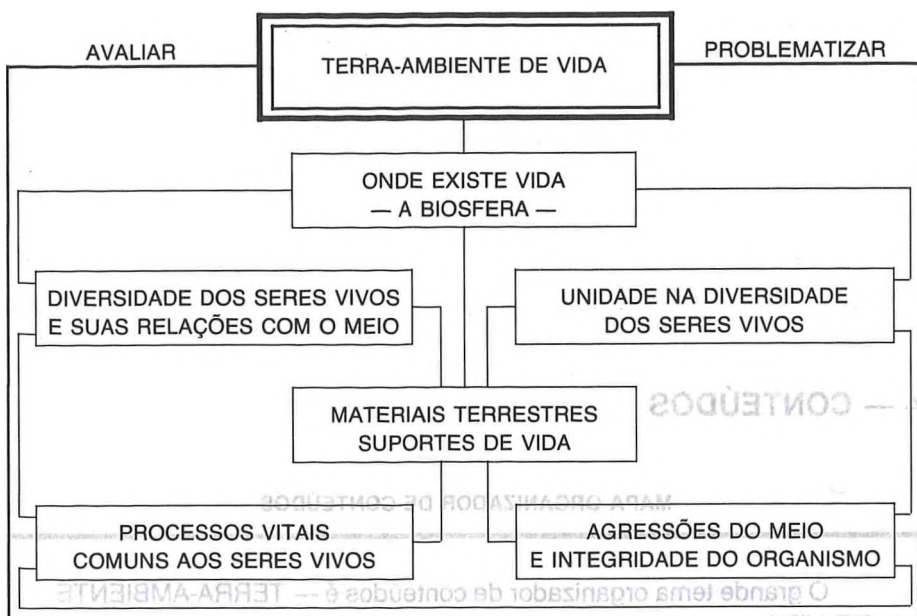 AVALIAR
TERRA-AMBIENTE DE VIDA
PROBLEMATIZAR
ONDE EXISTE VIDA
— A BIOSFERA —
DIVERSIDADE DOS SERES VIVOS
E SUAS RELAÇÕES COM O MEIO
UNIDADE NA DIVERSIDADE
DOS SERES VIVOS
— CONTEÚDOS
MATERIAIS TERRESTRES
SUPORTES DE VIDA
MAPA ORGANIZADOR DE CONTEÚDOS
PROCESSOS VITAIS
COMUNS AOS SERES VIVOS
AGRESSÕES DO MEIO
E INTEGRIDADE DO ORGANISMO
O grande tema organizador de conteúdos é — TERRA-AMBIENTE